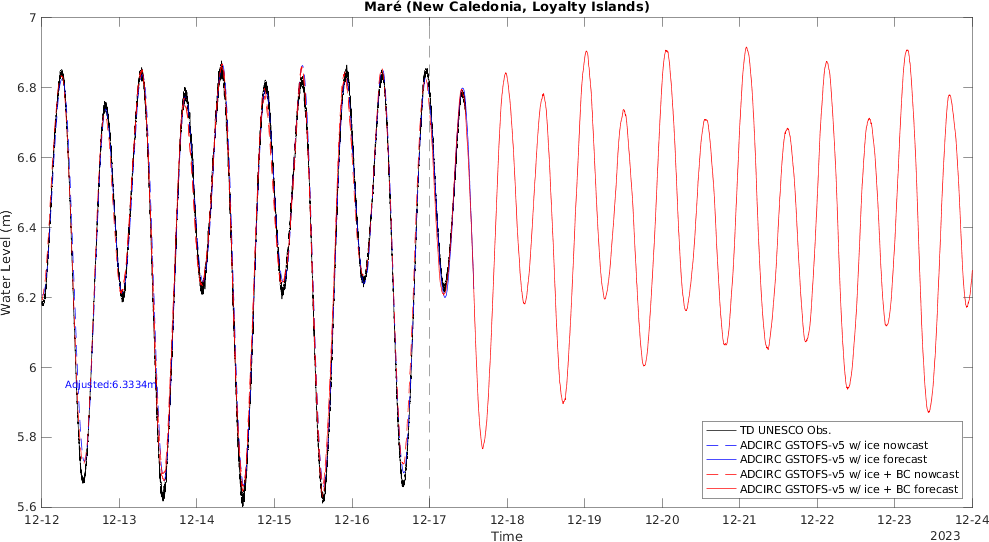 Maré (New Caledonia, Loyalty Islands)
7
6.8
6.6
6.4
6.2
6
5.8
5.6
Water Level (m)
Adjusted:6.3334m
TD UNESCO Obs.
ADCIRC GSTOFS-v5 w/ ice nowcast
ADCIRC GSTOFS-v5 w/ ice forecast
ADCIRC GSTOFS-v5 w/ ice + BC nowcast
ADCIRC GSTOFS-v5 w/ ice + BC forecast
12-12 12-13 12-14 12-15 12-16 12-17 12-18 12-19 12-20 12-21 12-22 12-23 12-24
Time
2023